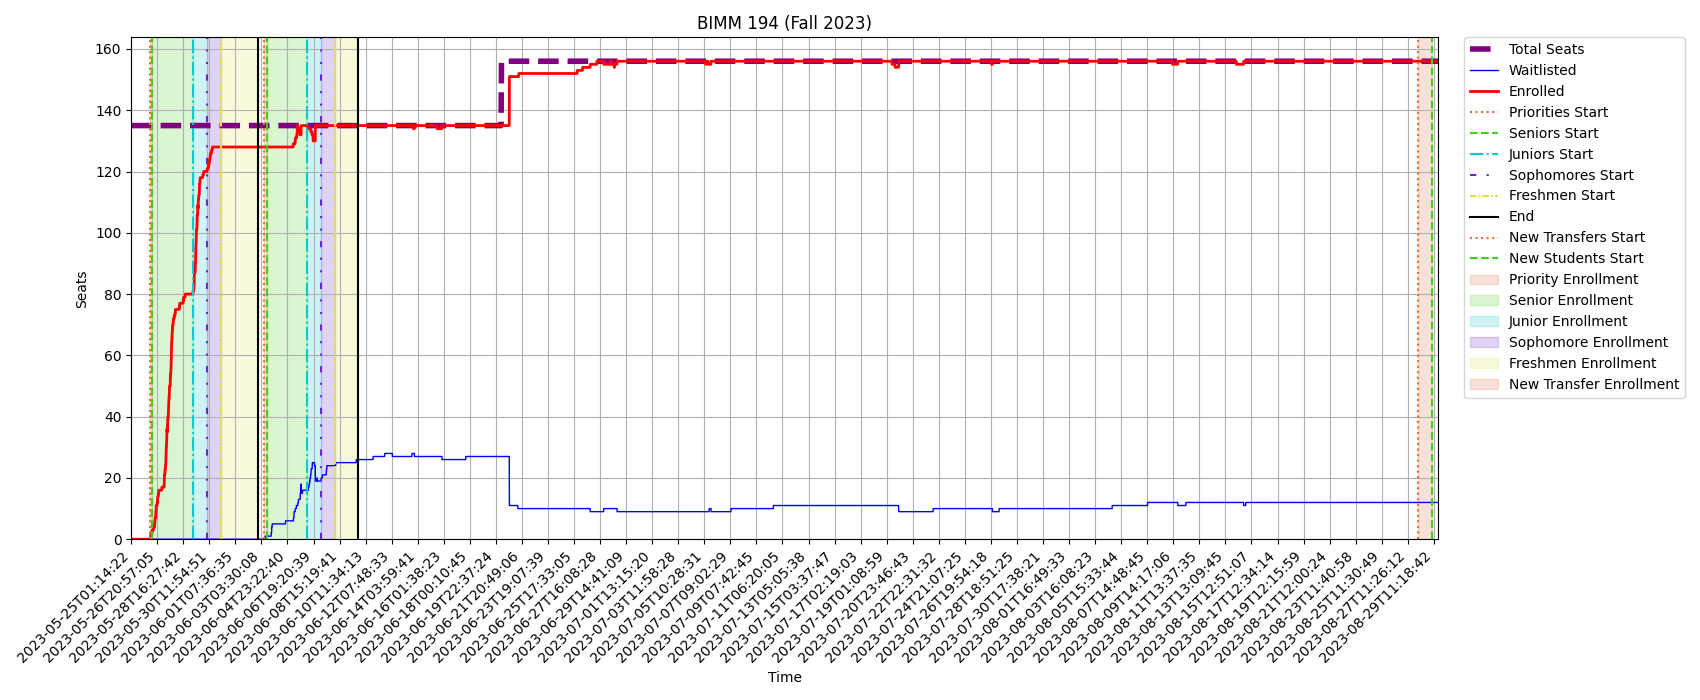 BIMM 194 (Fall 2023)
Seats
160
140
120
100
80
60
40
20
0
2023-05-25T01:14:22
2023-05-26T20:57:05
2023-05-28T16:27:42
2023-05-30T11:54:51
2023-06-01T07:36:35
2023-06-03T03:30:09
2023-06-04T23:22:40
2023-06-06T19:20:39
2023-06-08T15:19:41
2023-06-10T11:34:13
2023-06-12T07:48:33
2023-06-14T03:59:41
2023-06-16T01:38:23
2023-06-18T00:10:45
2023-06-19T22:37:24
2023-06-21T20:49:06
2023-06-23T19:07:39
2023-06-25T17:33:05
2023-06-27T16:08:28
2023-06-29T14:41:09
2023-07-01T13:15:20
2023-07-03T11:58:28
2023-07-05T10:28:31
2023-07-07T09:02:29
2023-07-09T07:42:45
2023-07-11T06:20:05
2023-07-13T05:05:38
2023-07-15T03:37:47
2023-07-17T02:19:03
2023-07-19T01:08:59
2023-07-20T23:46:43
2023-07-22T22:31:32
2023-07-24T21:07:25
2023-07-26T19:54:18
2023-07-28T18:51:25
2023-07-30T17:38:21
2023-08-01T16:49:33
2023-08-03T16:08:23
2023-08-05T15:33:44
2023-08-07T14:48:45
2023-08-09T14:17:06
2023-08-11T13:37:35
2023-08-13T13:09:45
2023-08-15T12:51:07
2023-08-17T12:34:14
2023-08-19T12:15:59
2023-08-21T12:00:24
2023-08-23T11:40:58
2023-08-25T11:30:49
2023-08-27T11:26:12
2023-08-29T11:18:42
Time
Total Seats
Waitlisted
Enrolled
Priorities Start
Seniors Start
Juniors Start
Sophomores Start
Freshmen Start
End
New Transfers Start
New Students Start
Priority Enrollment
Senior Enrollment
Junior Enrollment
Sophomore Enrollment
Freshmen Enrollment
New Transfer Enrollment